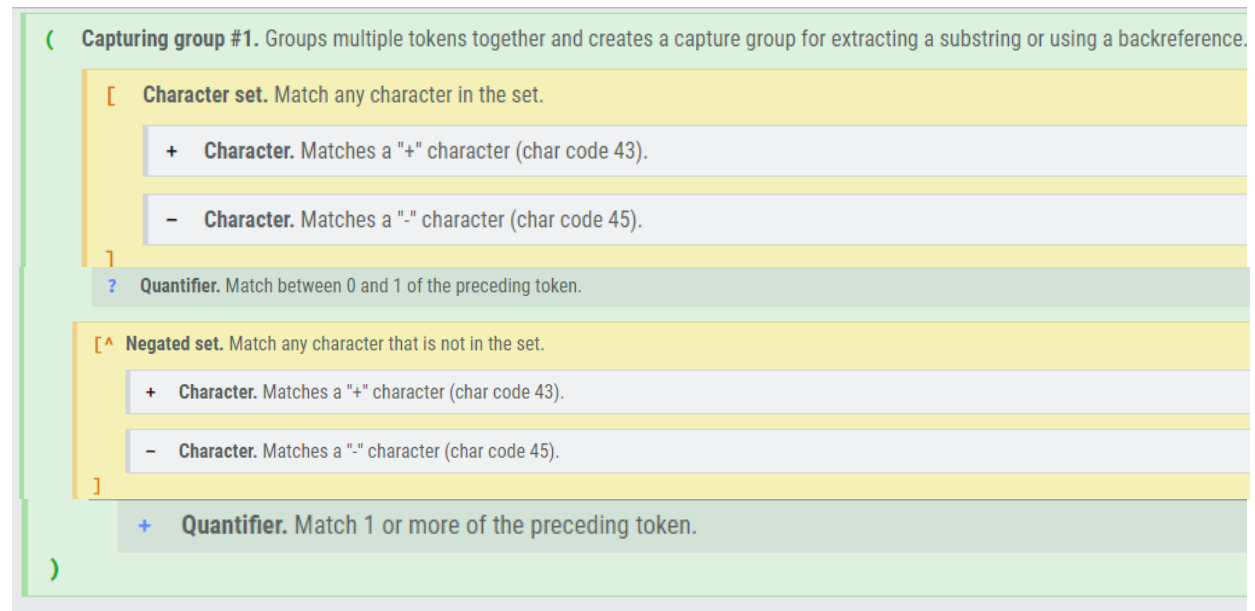 ( Capturing group #1. Groups multiple tokens together and creates a capture group for extracting a substring or using a backreference.
[ Character set. Match any character in the set.
+ Character. Matches a "+" character (char code 43).
- Character. Matches a "-" character (char code 45).
]
? Quantifier. Match between 0 and 1 of the preceding token.
[^ Negated set. Match any character that is not in the set.
+ Character. Matches a "+" character (char code 43).
- Character. Matches a "-" character (char code 45).
]
+ Quantifier. Match 1 or more of the preceding token.
)